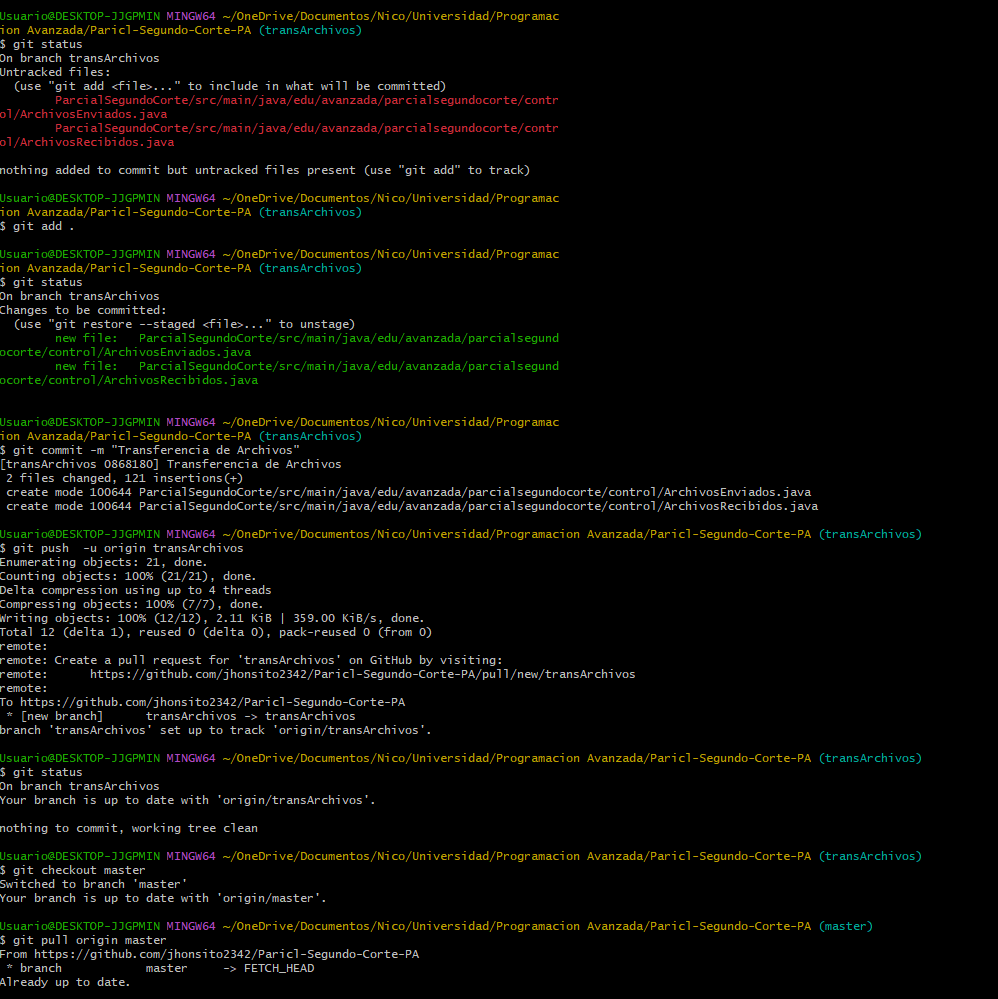 Usuario@DESKTOP-JJGPMIN MINGW64 ~/OneDrive/Documentos/Nico/Universidad/Programac
ion Avanzada/Paricl-Segundo-Corte-PA (transArchivos)
$ git status
On branch transArchivos
Untracked files:
  (use "git add <file>..." to include in what will be committed)
        ParcialSegundoCorte/src/main/java/edu/avanzada/parcialsegundocorte/contr
ol/ArchivosEnviados.java
        ParcialSegundoCorte/src/main/java/edu/avanzada/parcialsegundocorte/contr
ol/ArchivosRecibidos.java

nothing added to commit but untracked files present (use "git add" to track)

Usuario@DESKTOP-JJGPMIN MINGW64 ~/OneDrive/Documentos/Nico/Universidad/Programac
ion Avanzada/Paricl-Segundo-Corte-PA (transArchivos)
$ git add .

Usuario@DESKTOP-JJGPMIN MINGW64 ~/OneDrive/Documentos/Nico/Universidad/Programac
ion Avanzada/Paricl-Segundo-Corte-PA (transArchivos)
$ git status
On branch transArchivos
Changes to be committed:
  (use "git restore --staged <file>..." to unstage)
        new file:   ParcialSegundoCorte/src/main/java/edu/avanzada/parcialsegund
ocorte/control/ArchivosEnviados.java
        new file:   ParcialSegundoCorte/src/main/java/edu/avanzada/parcialsegund
ocorte/control/ArchivosRecibidos.java

Usuario@DESKTOP-JJGPMIN MINGW64 ~/OneDrive/Documentos/Nico/Universidad/Programac
ion Avanzada/Paricl-Segundo-Corte-PA (transArchivos)
$ git commit -m "Transferencia de Archivos"
[transArchivos 0868180] Transferencia de Archivos
 2 files changed, 121 insertions(+)
 create mode 100644 ParcialSegundoCorte/src/main/java/edu/avanzada/parcialsegundocorte/control/ArchivosEnviados.java
 create mode 100644 ParcialSegundoCorte/src/main/java/edu/avanzada/parcialsegundocorte/control/ArchivosRecibidos.java

Usuario@DESKTOP-JJGPMIN MINGW64 ~/OneDrive/Documentos/Nico/Universidad/Programacion Avanzada/Paricl-Segundo-Corte-PA (transArchivos)
$ git push  -u origin transArchivos
Enumerating objects: 21, done.
Counting objects: 100% (21/21), done.
Delta compression using up to 4 threads
Compressing objects: 100% (7/7), done.
Writing objects: 100% (12/12), 2.11 KiB | 359.00 KiB/s, done.
Total 12 (delta 1), reused 0 (delta 0), pack-reused 0 (from 0)
remote:
remote: Create a pull request for 'transArchivos' on GitHub by visiting:
remote:      https://github.com/jhonsito2342/Paricl-Segundo-Corte-PA/pull/new/transArchivos
remote:
To https://github.com/jhonsito2342/Paricl-Segundo-Corte-PA
 * [new branch]      transArchivos -> transArchivos
branch 'transArchivos' set up to track 'origin/transArchivos'.

Usuario@DESKTOP-JJGPMIN MINGW64 ~/OneDrive/Documentos/Nico/Universidad/Programacion Avanzada/Paricl-Segundo-Corte-PA (transArchivos)
$ git status
On branch transArchivos
Your branch is up to date with 'origin/transArchivos'.

nothing to commit, working tree clean

Usuario@DESKTOP-JJGPMIN MINGW64 ~/OneDrive/Documentos/Nico/Universidad/Programacion Avanzada/Paricl-Segundo-Corte-PA (transArchivos)
$ git checkout master
Switched to branch 'master'
Your branch is up to date with 'origin/master'.

Usuario@DESKTOP-JJGPMIN MINGW64 ~/OneDrive/Documentos/Nico/Universidad/Programacion Avanzada/Paricl-Segundo-Corte-PA (master)
$ git pull origin master
From https://github.com/jhonsito2342/Paricl-Segundo-Corte-PA
 * branch            master     -> FETCH_HEAD
Already up to date.